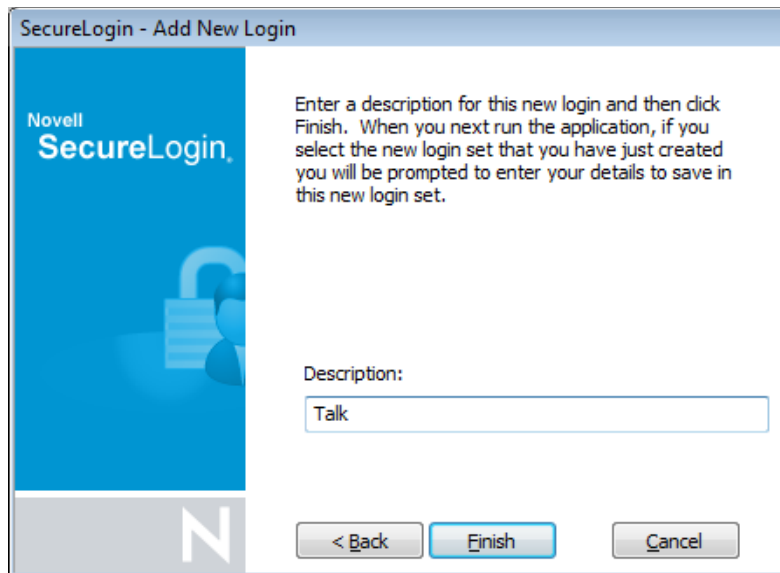 SecureLogin - Add New Login
Novell
SecureLogin®
Enter a description for this new login and then click
Finish. When you next run the application, if you
select the new login set that you have just created
you will be prompted to enter your details to save in
this new login set.
Description:
Talk
N
< Back
Finish
Cancel